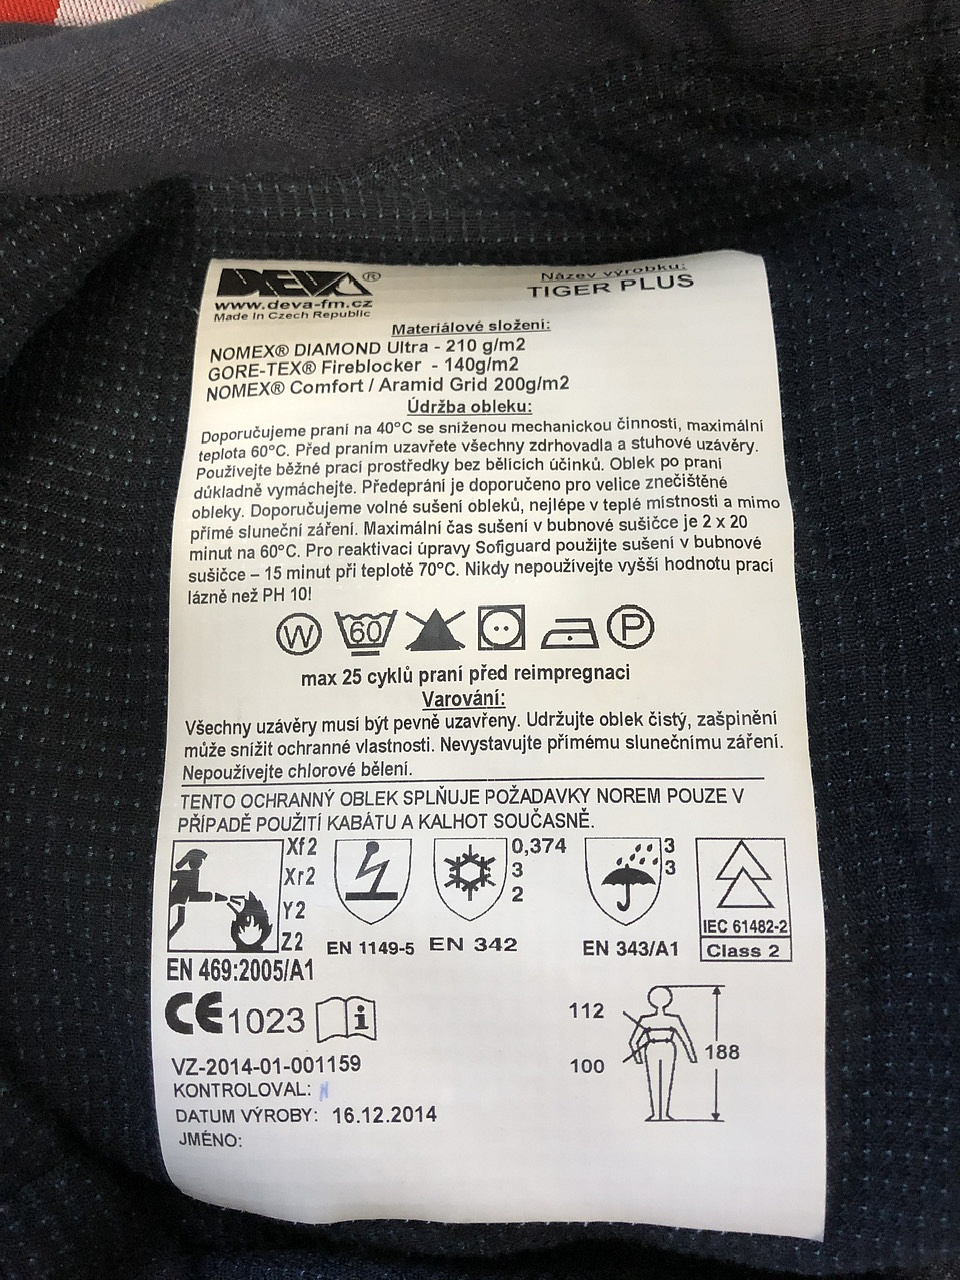 DEVA®
www.deva-fm.cz
Made In Czech Republic
Název výrobku:
TIGER PLUS
Materiálové složení:
NOMEX® DIAMOND Ultra - 210 g/m2
GORE-TEX® Fireblocker - 140g/m2
NOMEX® Comfort / Aramid Grid 200g/m2
Údržba obleku:
Doporučujeme praní na 40°C se sníženou mechanickou činností, maximální
teplota 60°C. Před praním uzavřete všechny zdrhovadla a stuhové uzávěry.
Používejte běžné prací prostředky bez bělících účinků. Oblek po praní
důkladně vymáchejte. Předeprání je doporučeno pro velice znečištěné
obleky. Doporučujeme volné sušení obleků, nejlépe v teplé místnosti a mimo
přímé sluneční záření. Maximální čas sušení v bubnové sušičce je 2 x 20
minut na 60°C. Pro reaktivaci úpravy Sofiguard použijte sušení v bubnové
sušičce – 15 minut při teplotě 70°C. Nikdy nepoužívejte vyšší hodnotu prací
lázně než PH 10!
W 60 P
max 25 cyklů praní před reimpregnaci
Varování:
Všechny uzávěry musí být pevně uzavřeny. Udržujte oblek čistý, zašpinění
může snížit ochranné vlastnosti. Nevystavujte přímému slunečnímu záření.
Nepoužívejte chlorové bělení.
TENTO OCHRANNÝ OBLEK SPLŇUJE POŽADAVKY NOREM POUZE V
PŘÍPADĚ POUŽITÍ KABÁTU A KALHOT SOUČASNĚ.
Xf2
Xr2
Y2
Z2
EN 469:2005/A1
EN 1149-5
0,374
3
2
EN 342
3
3
EN 343/A1
IEC 61482-2
Class 2
CE 1023 i
VZ-2014-01-001159
KONTROLOVAL:
DATUM VÝROBY: 16.12.2014
JMÉNO:
112
100
188